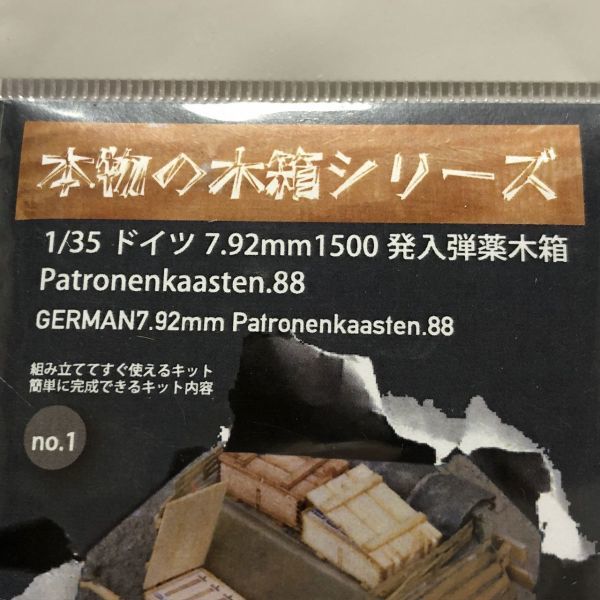 本物の木箱シリーズ
1/35 ドイツ 7.92mm1500 発入弾薬木箱
Patronenkaasten.88
GERMAN7.92mm Patronenkaasten.88
組み立ててすぐ使えるキット
簡単に完成できるキット内容
no.1